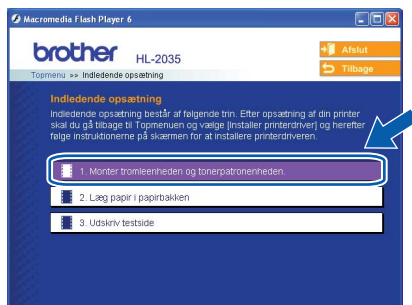 Macromedia Flash Player 6
brother HL-2035
Afslut
Tilbage
Topmenu >> Indledende opsætning
Indledende opsætning
Indledende opsætning består af følgende trin. Efter opsætning af din printer
skal du gå tilbage til Topmenuen og vælge [Installer printerdriver] og herefter
følge instruktionerne på skærmen for at installere printerdriveren.
1. Monter tromleenheden og tonerpatronenheden.
2. Læg papir i papirbakken
3. Udskriv testside